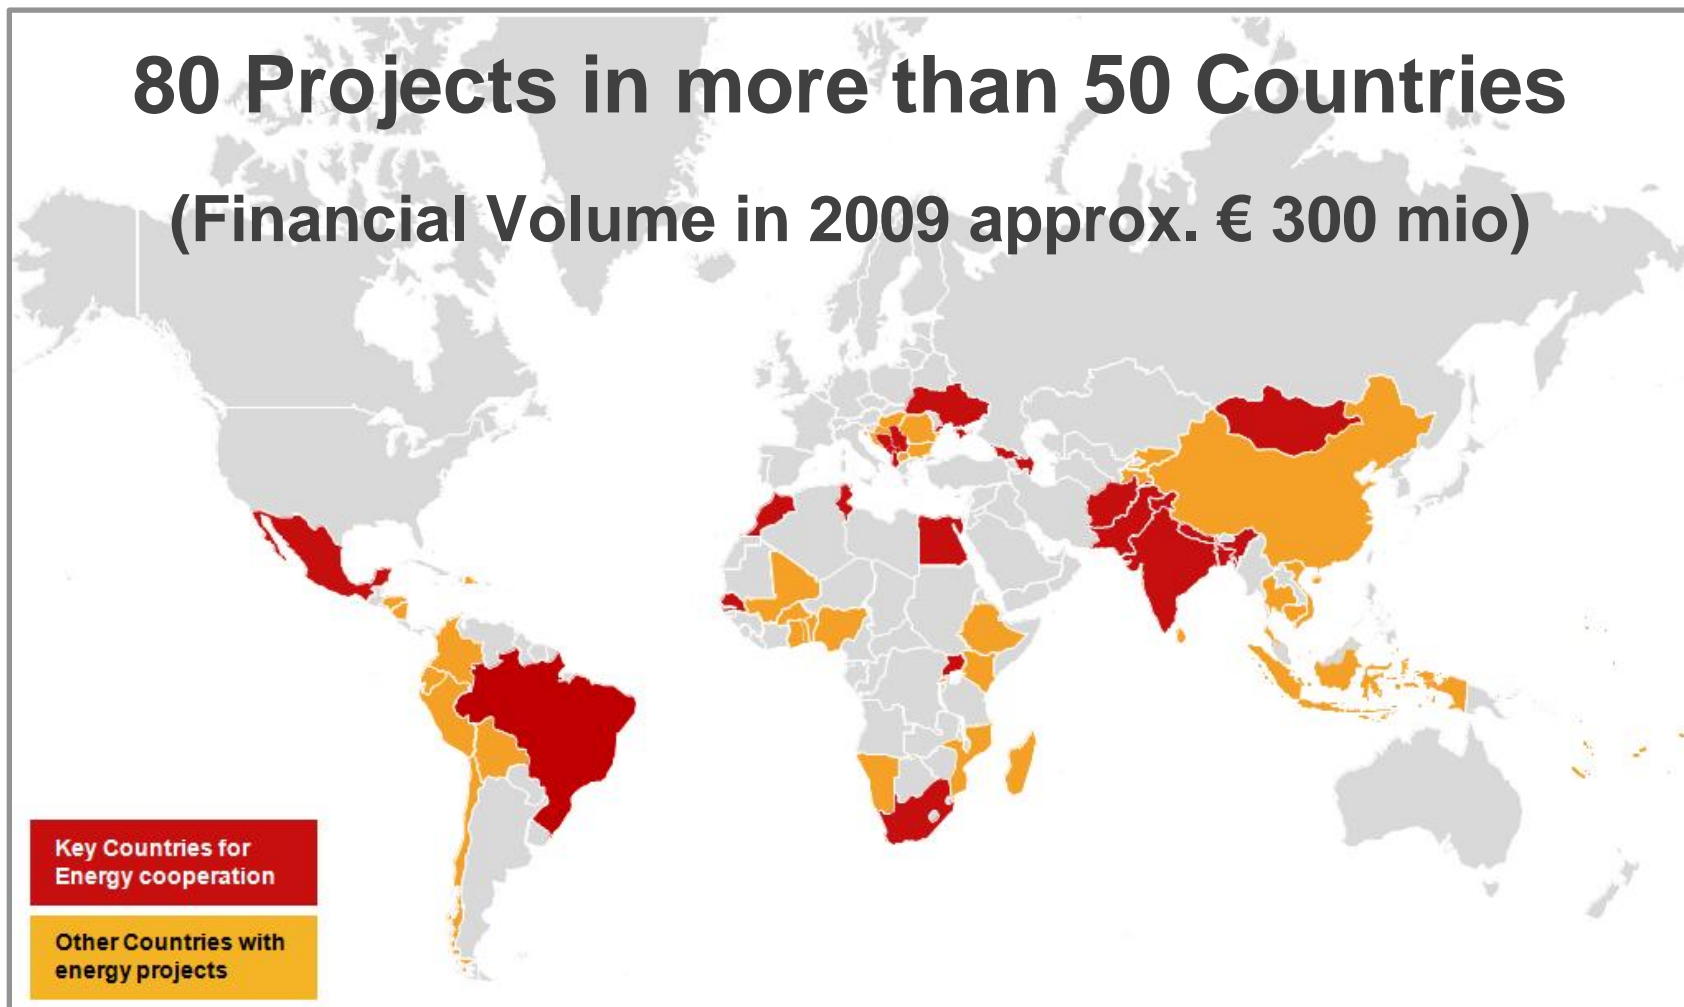 80 Projects in more than 50 Countries
(Financial Volume in 2009 approx. € 300 mio)
Key Countries for
Energy cooperation
Other Countries with
energy projects